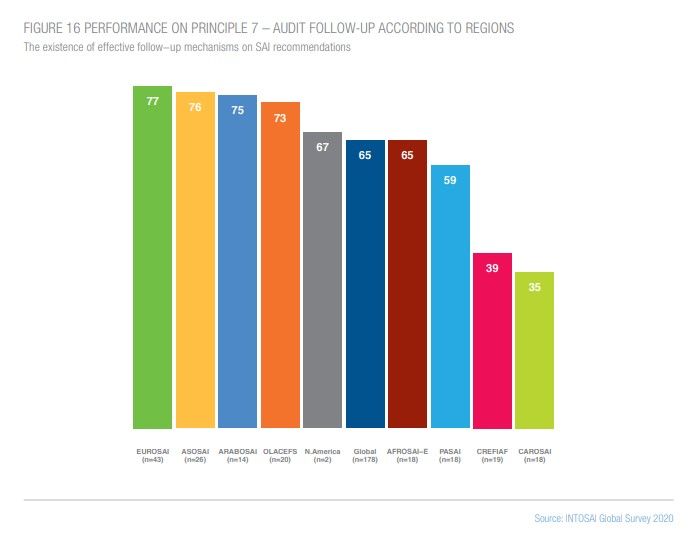 FIGURE 16 PERFORMANCE ON PRINCIPLE 7 – AUDIT FOLLOW-UP ACCORDING TO REGIONS
The existence of effective follow–up mechanisms on SAI recommendations
77
76
75
73
67
65
65
59
39
35
EUROSAI ASOSAI ARABOSAI OLACEFS N.America Global AFROSAI–E PASAI CREFIAF CAROSAI
(n=43) (n=26) (n=14) (n=20) (n=2) (n=178) (n=18) (n=18) (n=19) (n=18)
Source: INTOSAI Global Survey 2020